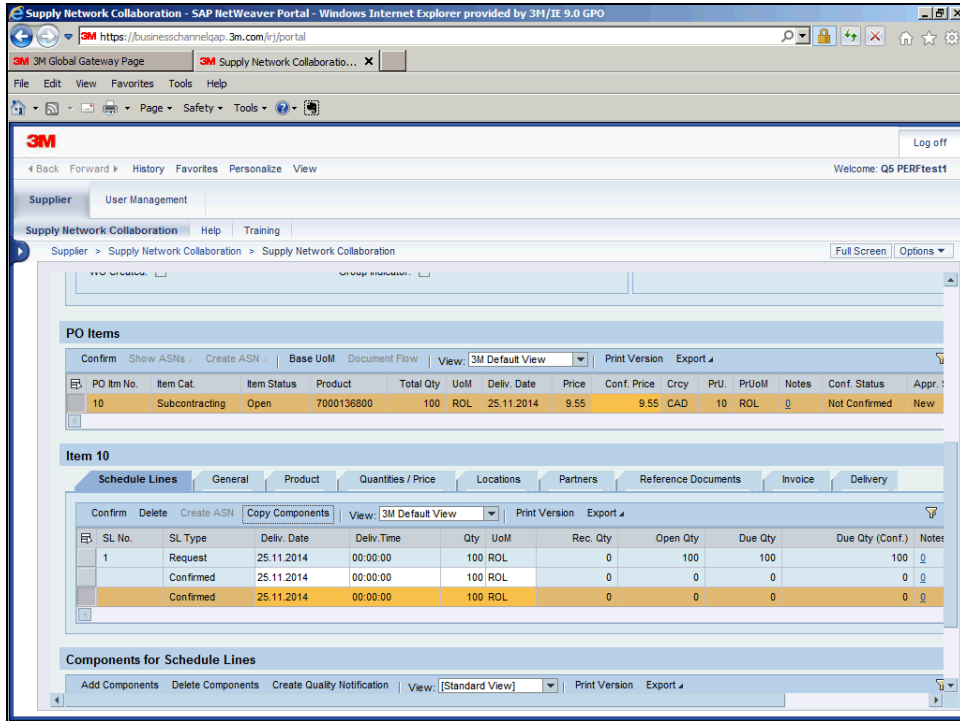 Supply Network Collaboration - SAP NetWeaver Portal - Windows Internet Explorer provided by 3M/IE 9.0 GPO
3M https://businesschannelqap.3m.com/irj/portal
3M 3M Global Gateway Page 3M Supply Network Collaboratio... X
File Edit View Favorites Tools Help
Page Safety Tools
3M Log off
Back Forward History Favorites Personalize View Welcome: Q5 PERFtest1
Supplier User Management
Supply Network Collaboration Help Training
Supplier > Supply Network Collaboration > Supply Network Collaboration Full Screen Options
WO Created: Group Indicator:
PO Items
Confirm Show ASNs Create ASN Base UoM Document Flow View: 3M Default View Print Version Export
PO Itm No. Item Cat. Item Status Product Total Qty UoM Deliv. Date Price Conf. Price Crcy PrU. PrUoM Notes Conf. Status Appr.
10 Subcontracting Open 7000136800 100 ROL 25.11.2014 9.55 9.55 CAD 10 ROL 0 Not Confirmed New
Item 10
Schedule Lines General Product Quantities / Price Locations Partners Reference Documents Invoice Delivery
Confirm Delete Create ASN Copy Components View: 3M Default View Print Version Export
SL No. SL Type Deliv. Date Deliv.Time Qty UoM Rec. Qty Open Qty Due Qty Due Qty (Conf.) Notes
1 Request 25.11.2014 00:00:00 100 ROL 0 100 100 100 0
Confirmed 25.11.2014 00:00:00 100 ROL 0 0 0 0 0
Confirmed 25.11.2014 00:00:00 100 ROL 0 0 0 0 0
Components for Schedule Lines
Add Components Delete Components Create Quality Notification View: [Standard View] Print Version Export